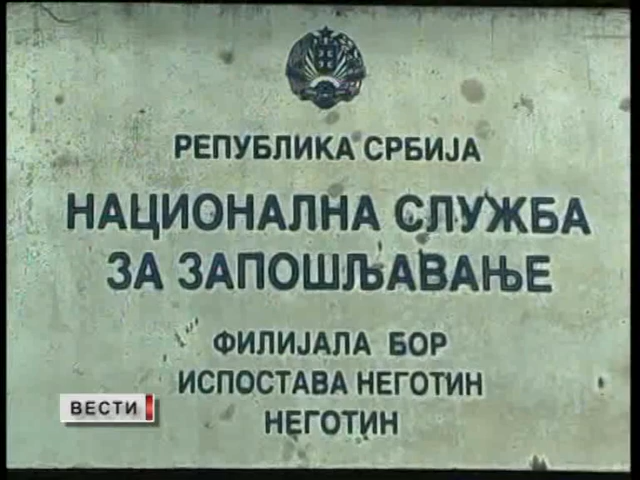 РЕПУБЛИКА СРБИЈА
НАЦИОНАЛНА СЛУЖБА
ЗА ЗАПОШЉАВАЊЕ
ФИЛИЈАЛА БОР
ИСПОСТАВА НЕГОТИН
НЕГОТИН
ВЕСТИ